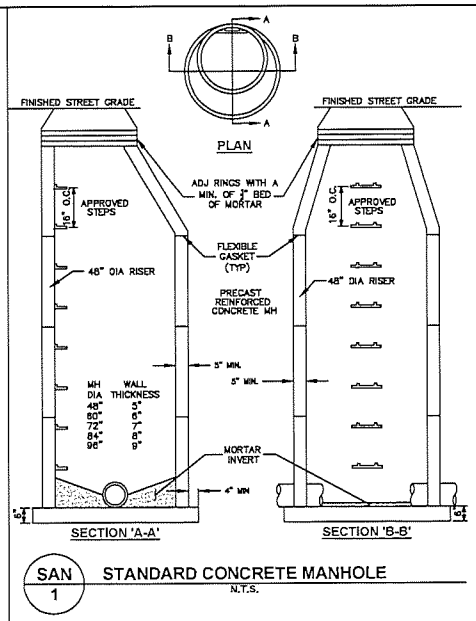 A
B
B
A
PLAN
FINISHED STREET GRADE
FINISHED STREET GRADE
ADJ RINGS WITH A
MIN. OF BED
OF MORTAR
16" O.C.
APPROVED
STEPS
16" O.C.
APPROVED
STEPS
FLEXIBLE
GASKET
(TYP)
48" DIA RISER
48" DIA RISER
PRECAST
REINFORCED
CONCRETE MH
5" MIN.
5" MIN.
MH WALL
DIA THICKNESS
48" 5"
60" 6"
72" 7"
84" 8"
96" 9"
MORTAR
INVERT
4" MIN
6"
6"
SECTION 'A-A'
SECTION 'B-B'
SAN
1
STANDARD CONCRETE MANHOLE
N.T.S.